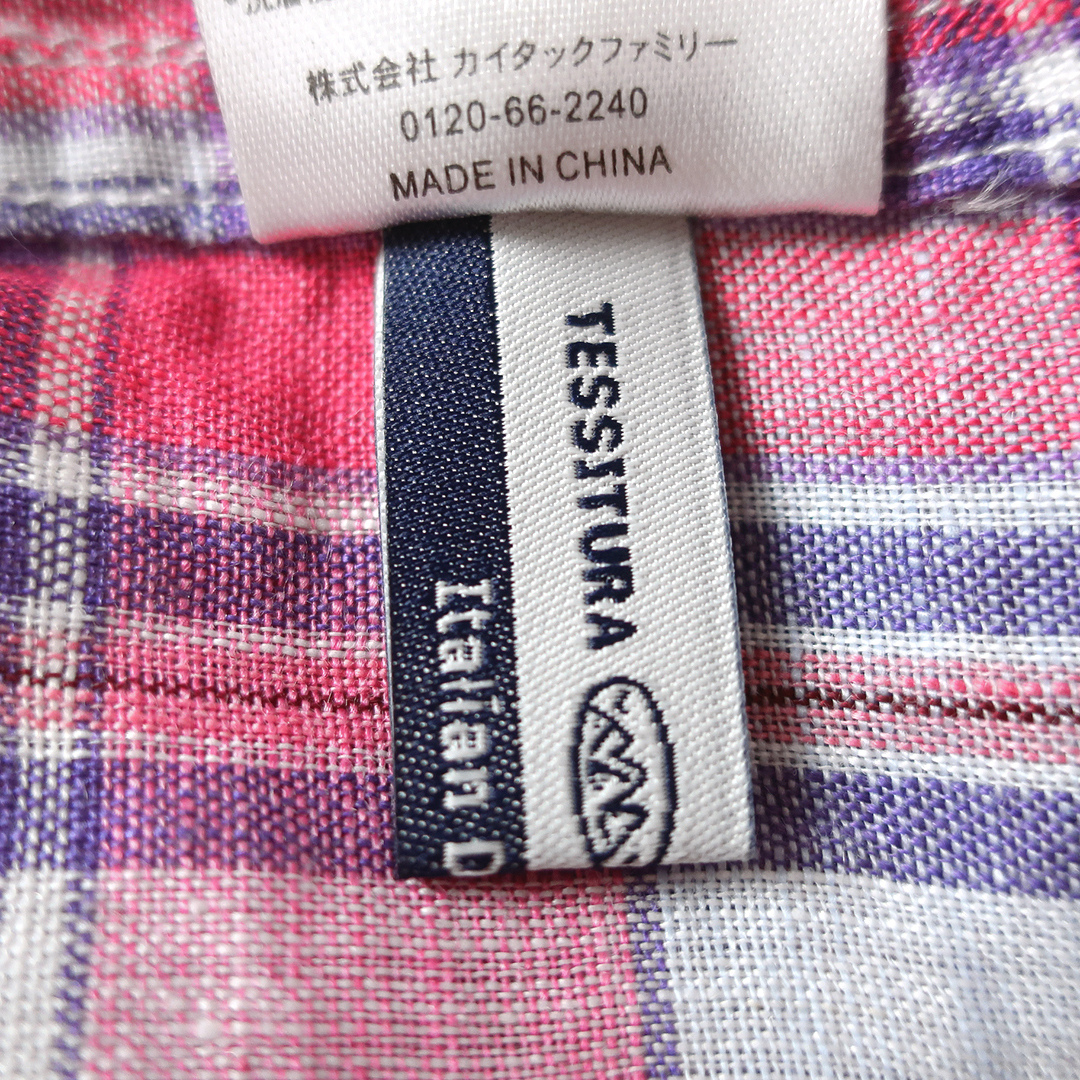 株式会社 カイタックファミリー
0120-66-2240
MADE IN CHINA
TESSITURA
Italian D